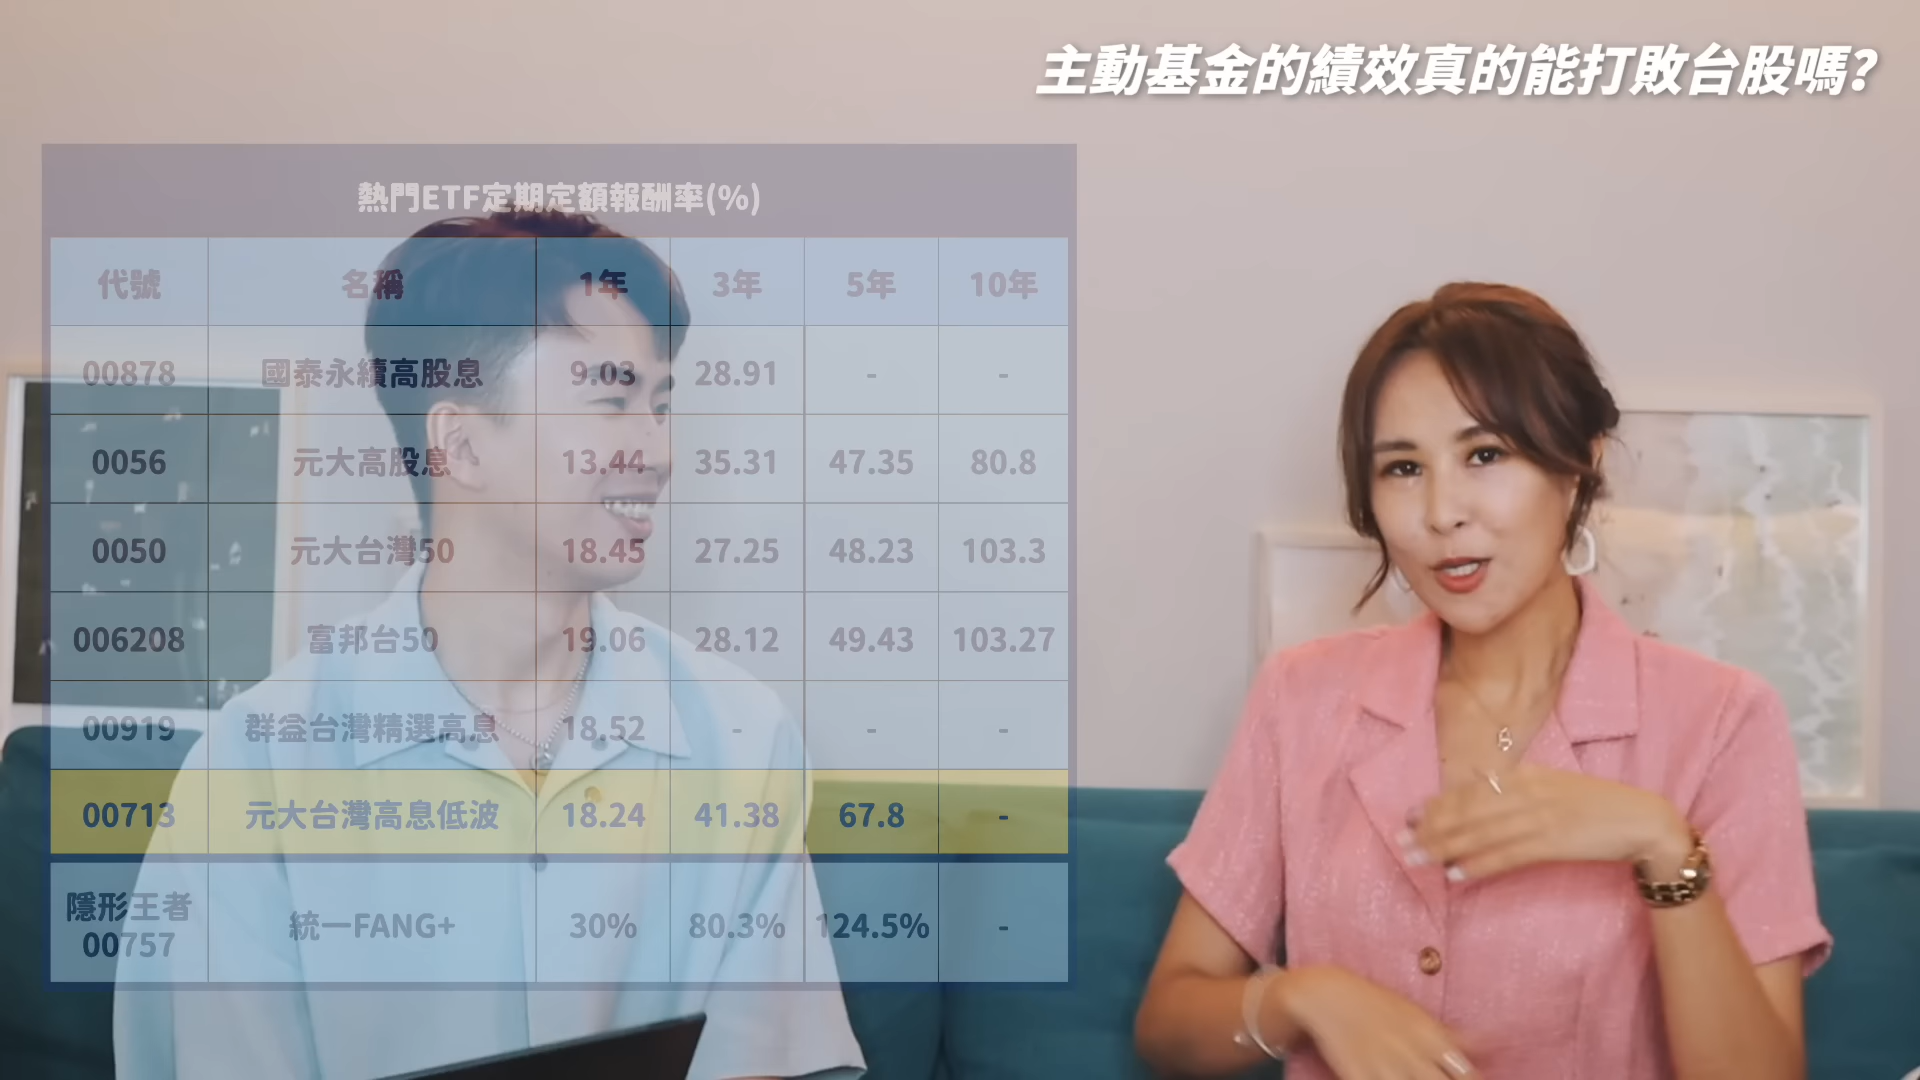 主動基金的績效真的能打敗台股嗎?
熱門ETF定期定額報酬率(%)
代號 名稱 1年 3年 5年 10年
00878 國泰永續高股息 9.03 28.91 - -
0056 元大高股息 13.44 35.31 47.35 80.8
0050 元大台灣50 18.45 27.25 48.23 103.3
006208 富邦台50 19.06 28.12 49.43 103.27
00919 群益台灣精選高息 18.52 - - -
00713 元大台灣高息低波 18.24 41.38 67.8 -
隱形王者
00757 統一FANG+ 30% 80.3% 124.5% -